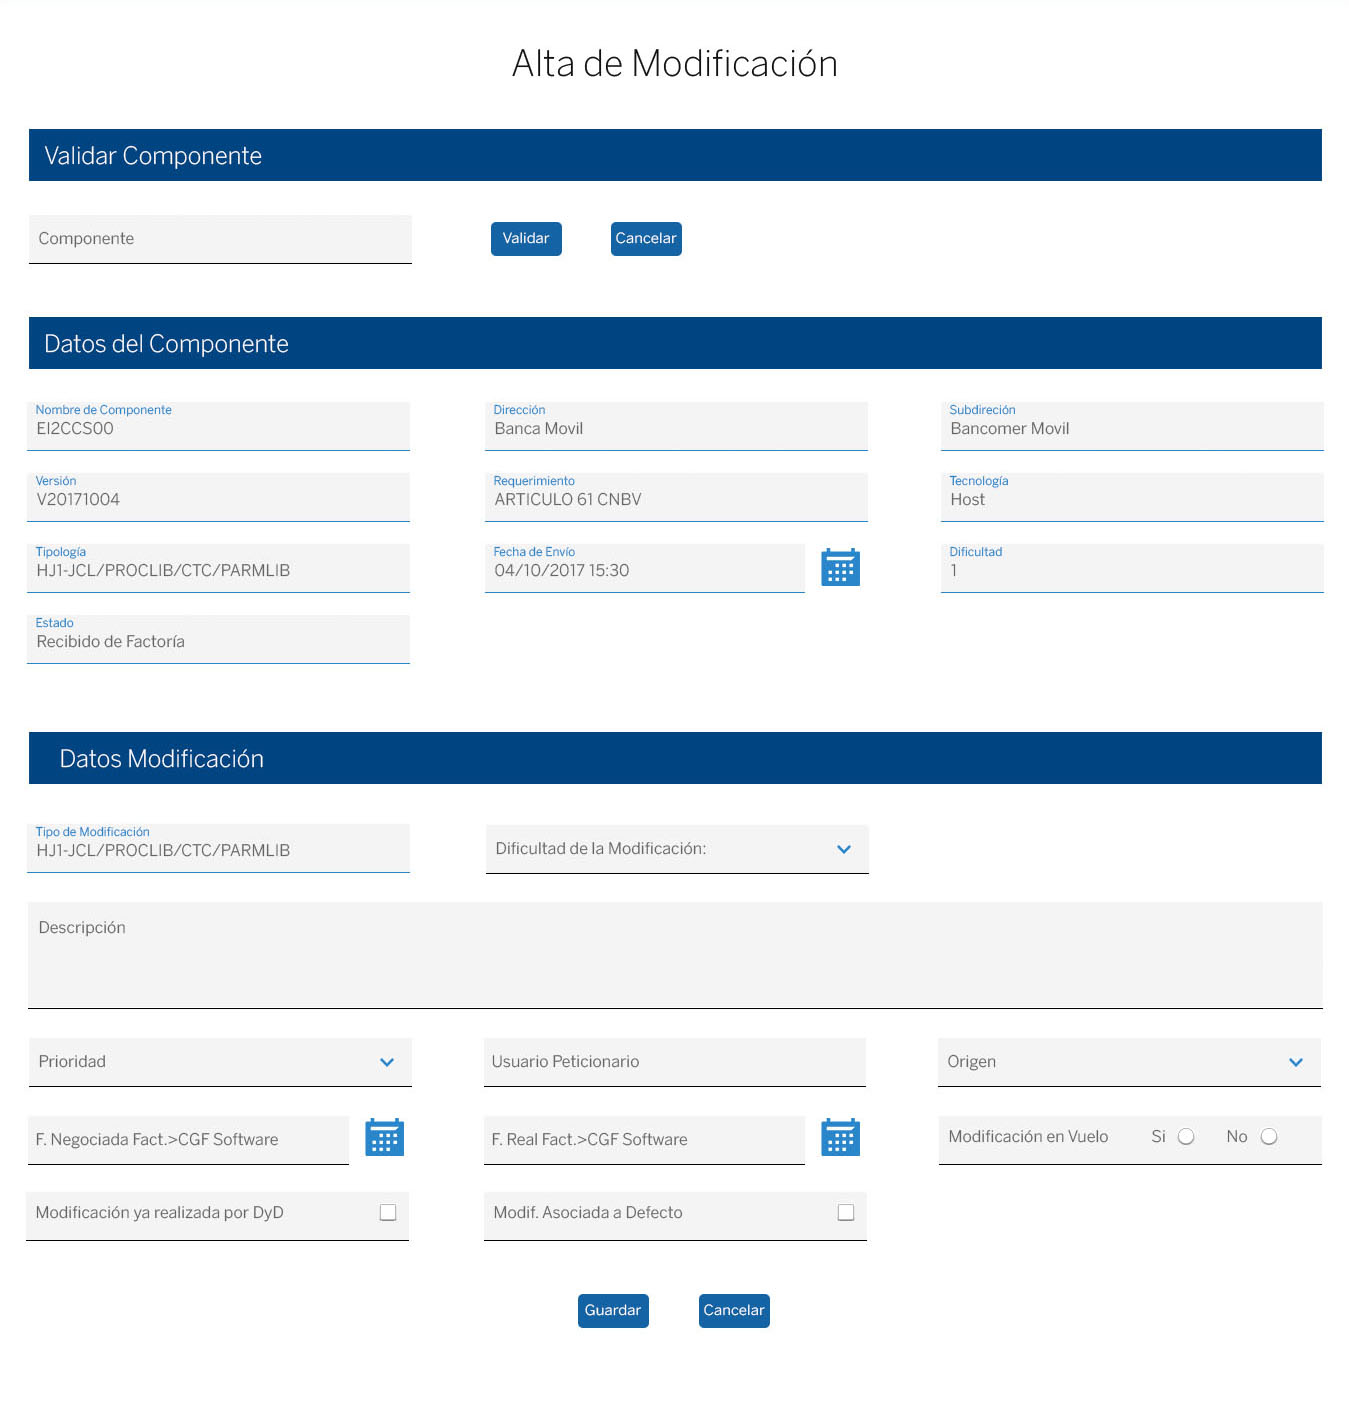 Alta de Modificación
Validar Componente
Componente
Validar
Cancelar
Datos del Componente
Nombre de Componente
EI2CCS00
Dirección
Banca Movil
Subdireción
Bancomer Movil
Versión
V20171004
Requerimiento
ARTICULO 61 CNBV
Tecnología
Host
Tipología
HJ1-JCL/PROCLIB/CTC/PARMLIB
Fecha de Envío
04/10/2017 15:30
Dificultad
1
Estado
Recibido de Factoría
Datos Modificación
Tipo de Modificación
HJ1-JCL/PROCLIB/CTC/PARMLIB
Dificultad de la Modificación:
Descripción
Prioridad
Usuario Peticionario
Origen
F. Negociada Fact.>CGF Software
F. Real Fact.>CGF Software
Modificación en Vuelo Si No
Modificación ya realizada por DyD
Modif. Asociada a Defecto
Guardar
Cancelar